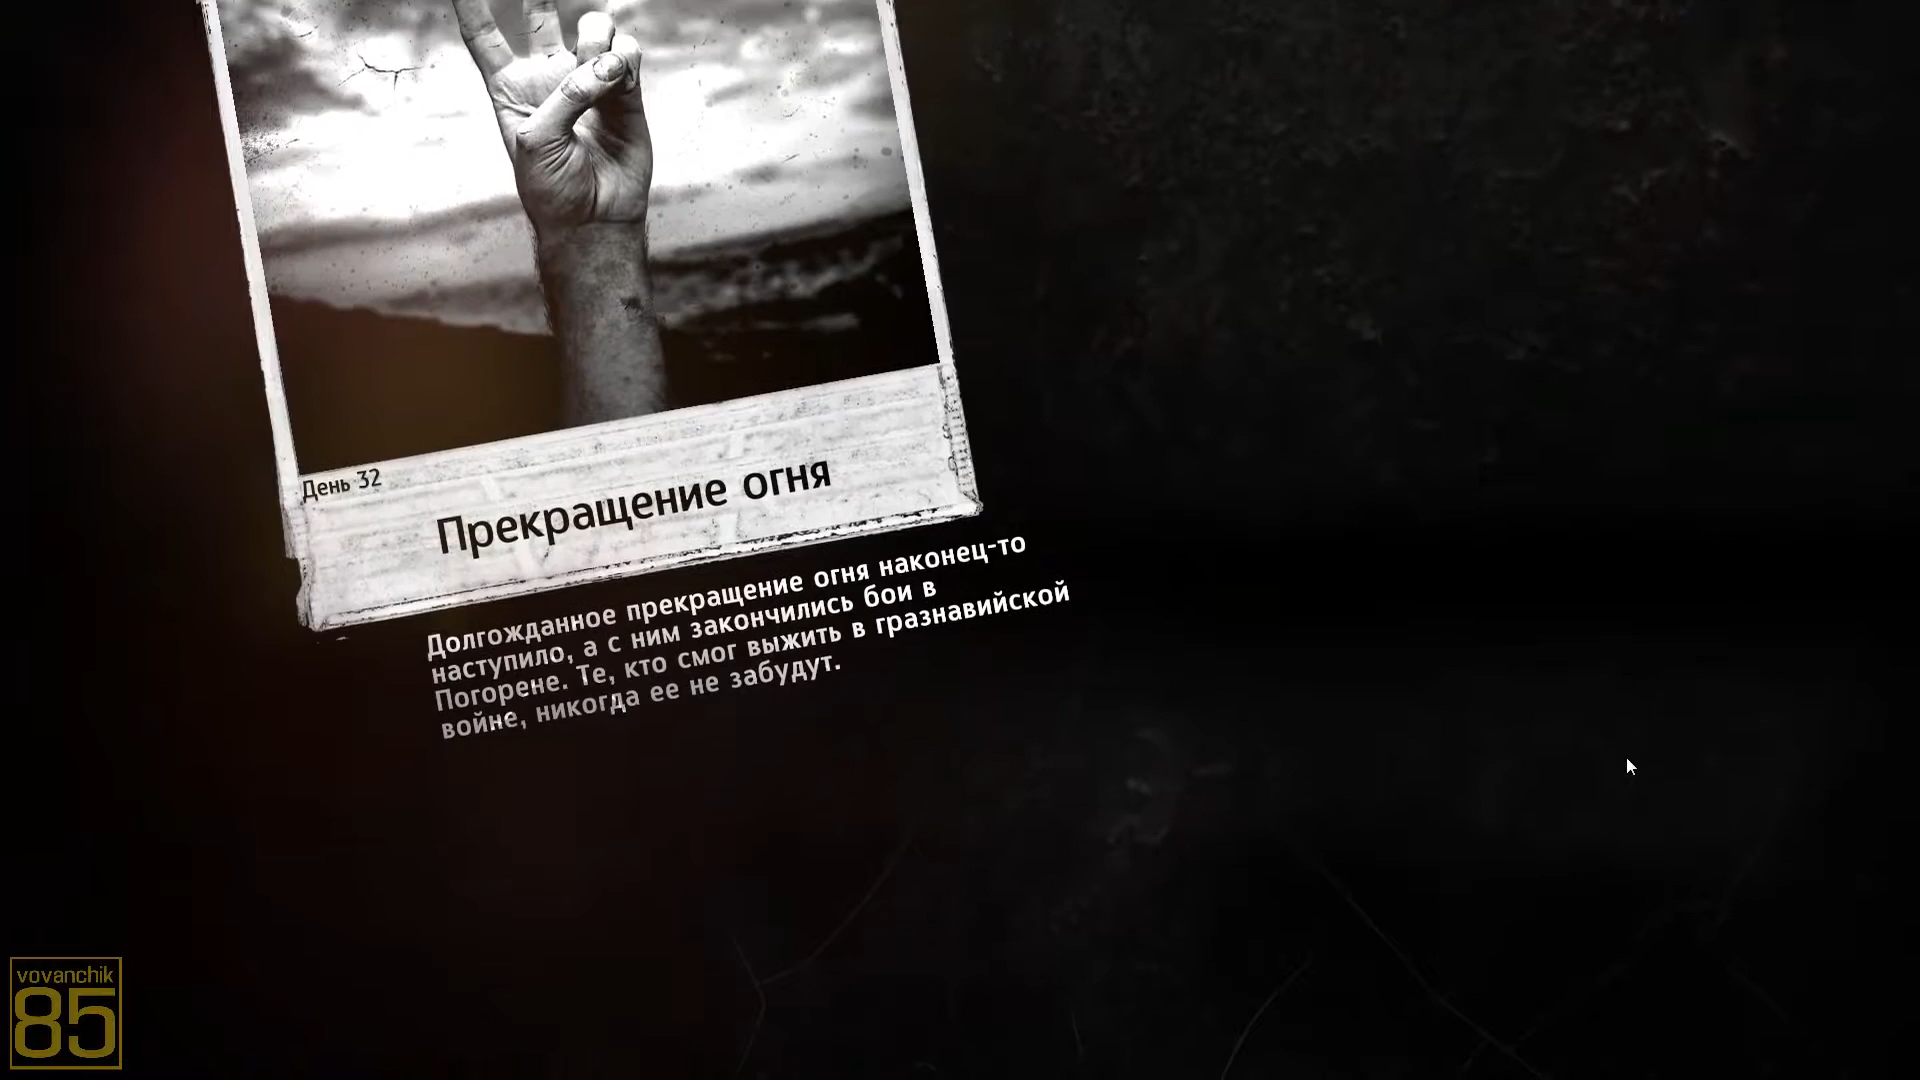 День 32
Прекращение огня
Долгожданное прекращение огня наконец-то
наступило, а с ним закончились бои в
Погорене. Те, кто смог выжить в гразнавийской
войне, никогда ее не забудут.
vovanchik
85